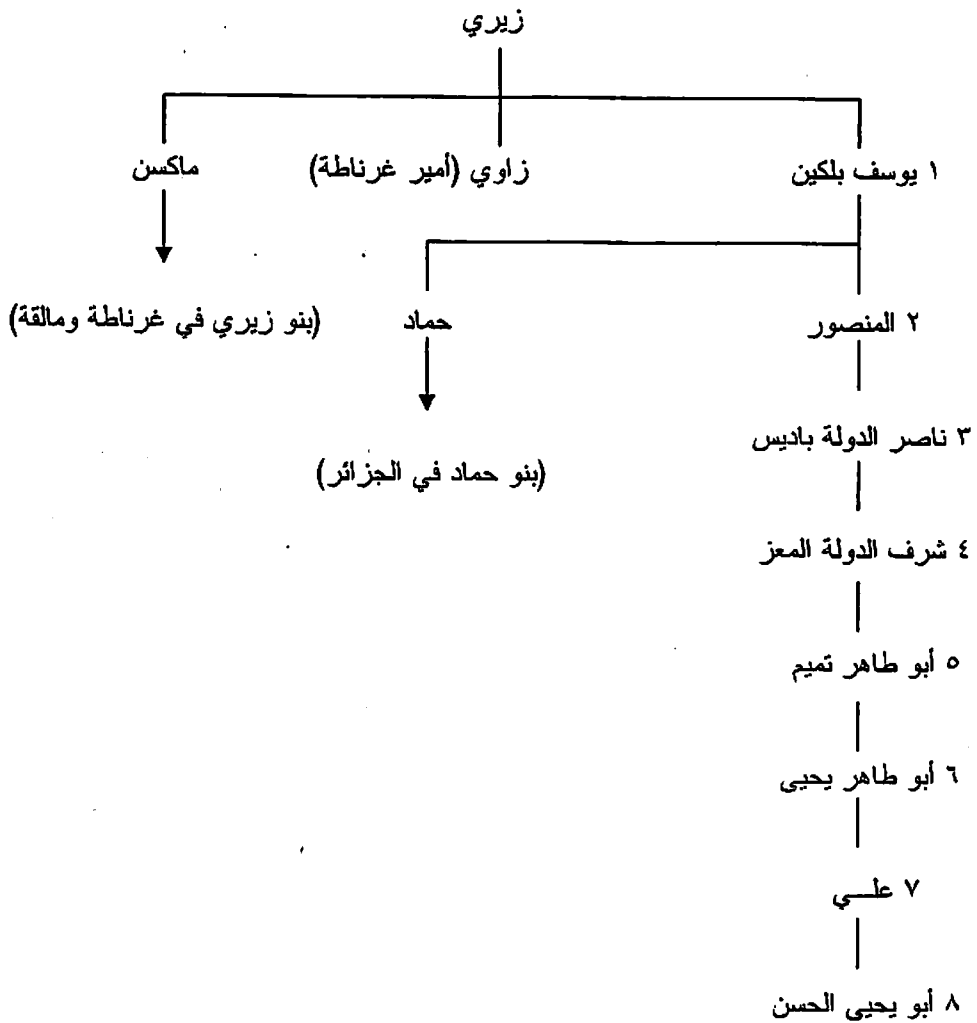 زيري
١ يوسف بلكين
زاوي (أمير غرناطة)
ماكسن
٢ المنصور
حماد
(بنو زيري في غرناطة ومالقة)
٣ ناصر الدولة باديس
(بنو حماد في الجزائر)
٤ شرف الدولة المعز
٥ أبو طاهر تميم
٦ أبو طاهر يحيى
٧ علـــي
٨ أبو يحيى الحسن